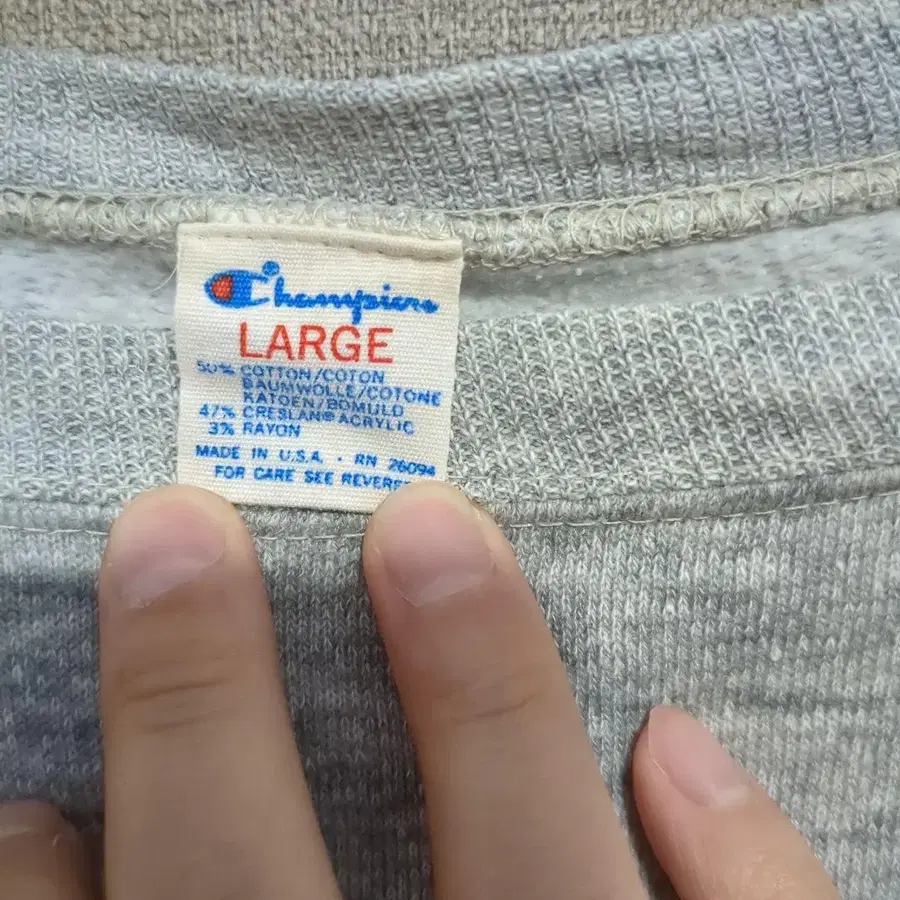 Champion®
LARGE
50% COTTON/COTON
BAUMWOLLE/COTONE
KATOEN/BOMULD
47% CRESLAN® ACRYLIC
3% RAYON
MADE IN U.S.A. · RN 26094
FOR CARE SEE REVERSE